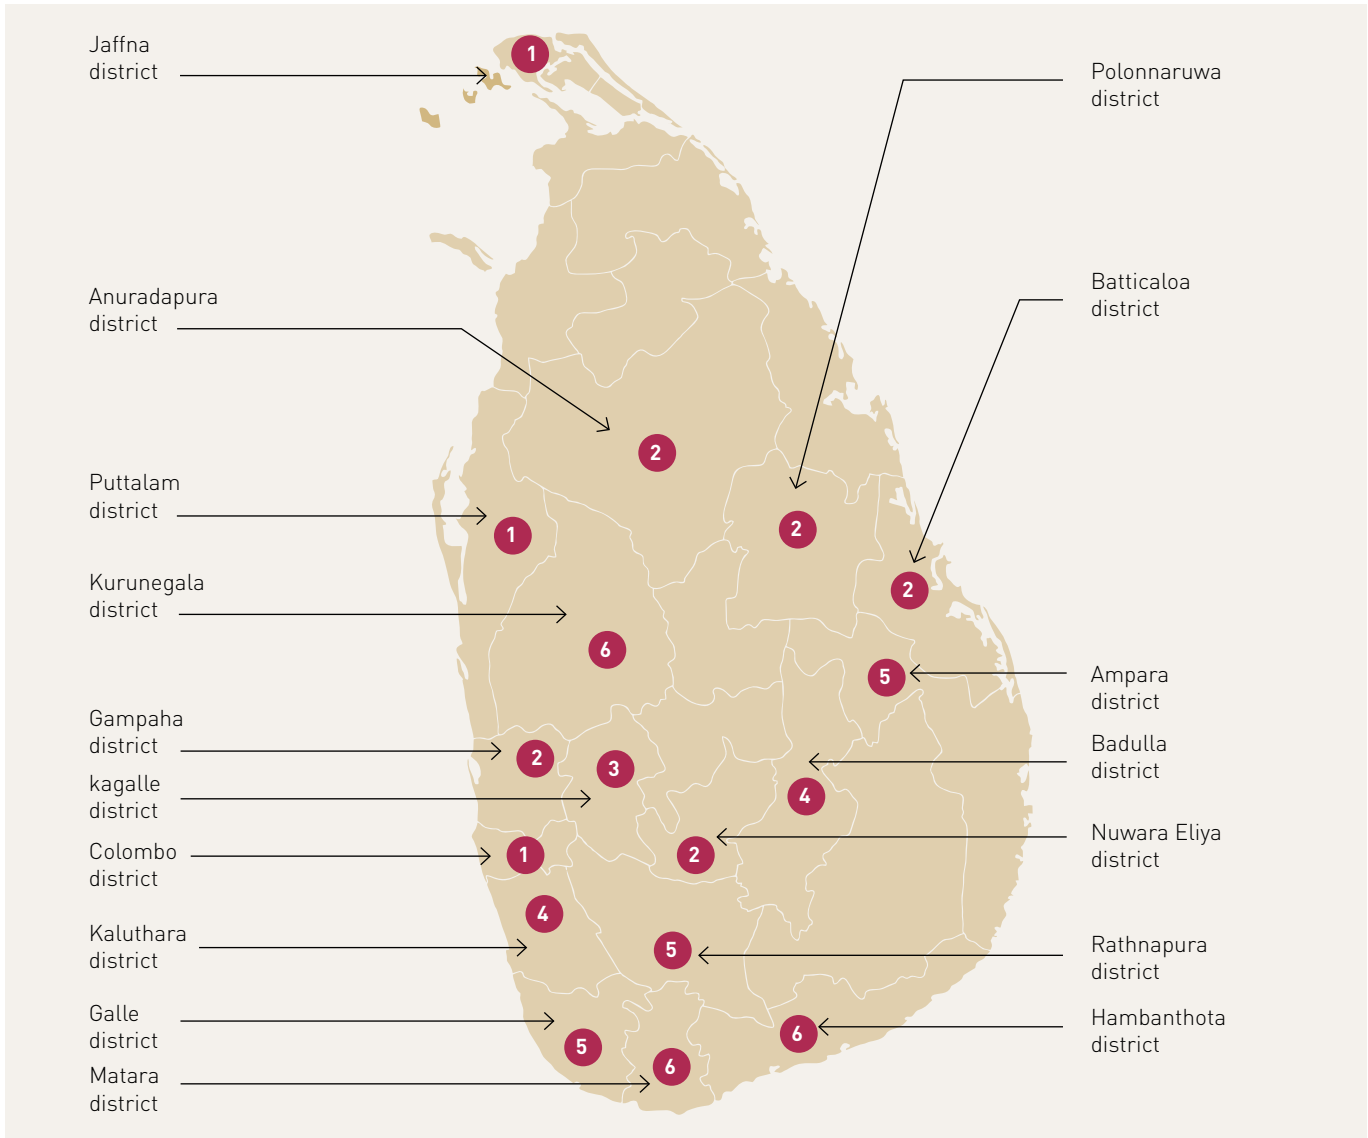 Jaffna
district
1
Polonnaruwa
district
Anuradapura
district
2
Batticaloa
district
Puttalam
district
1
2
Kurunegala
district
2
6
5
Ampara
district
Gampaha
district
2
3
Badulla
district
kagalle
district
4
Colombo
district
1
2
Nuwara Eliya
district
4
Kaluthara
district
5
Rathnapura
district
Galle
district
5
6
Hambanthota
district
Matara
district
6